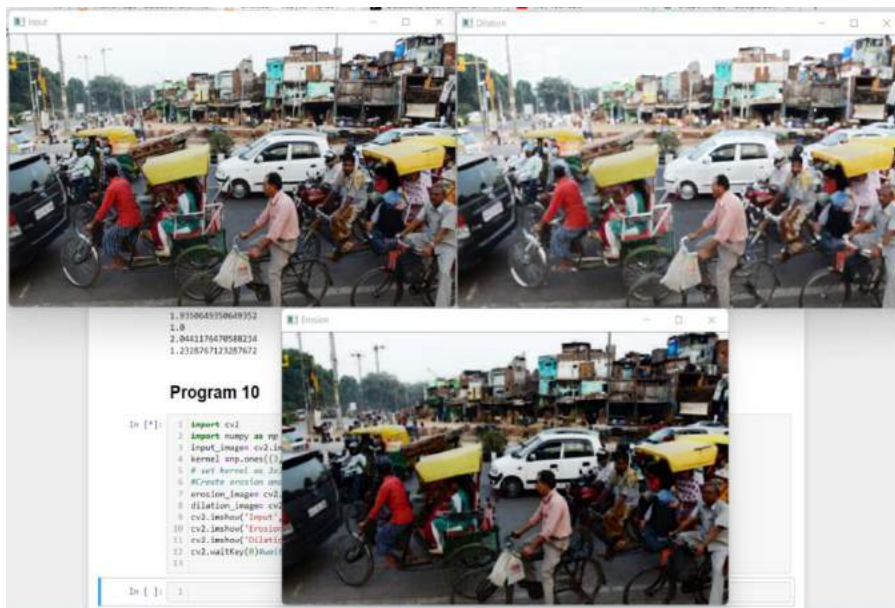 Input
Dilation
1.9350649350649352
1.0
2.0441176470588234
1.2328767123287672
Erosion
Program 10
In [*]:
1 import cv2
2 import numpy as np
3 input_image= cv2.im
4 kernel =np.ones((3,
5 # set kernel as 3x
6 #Create erosion and
7 erosion_image= cv2.
8 dilation_image= cv2
9 cv2.imshow('Input',
10 cv2.imshow('Erosion
11 cv2.imshow('Dilatio
12 cv2.waitKey(0)#wait
13
In [ ]:
1